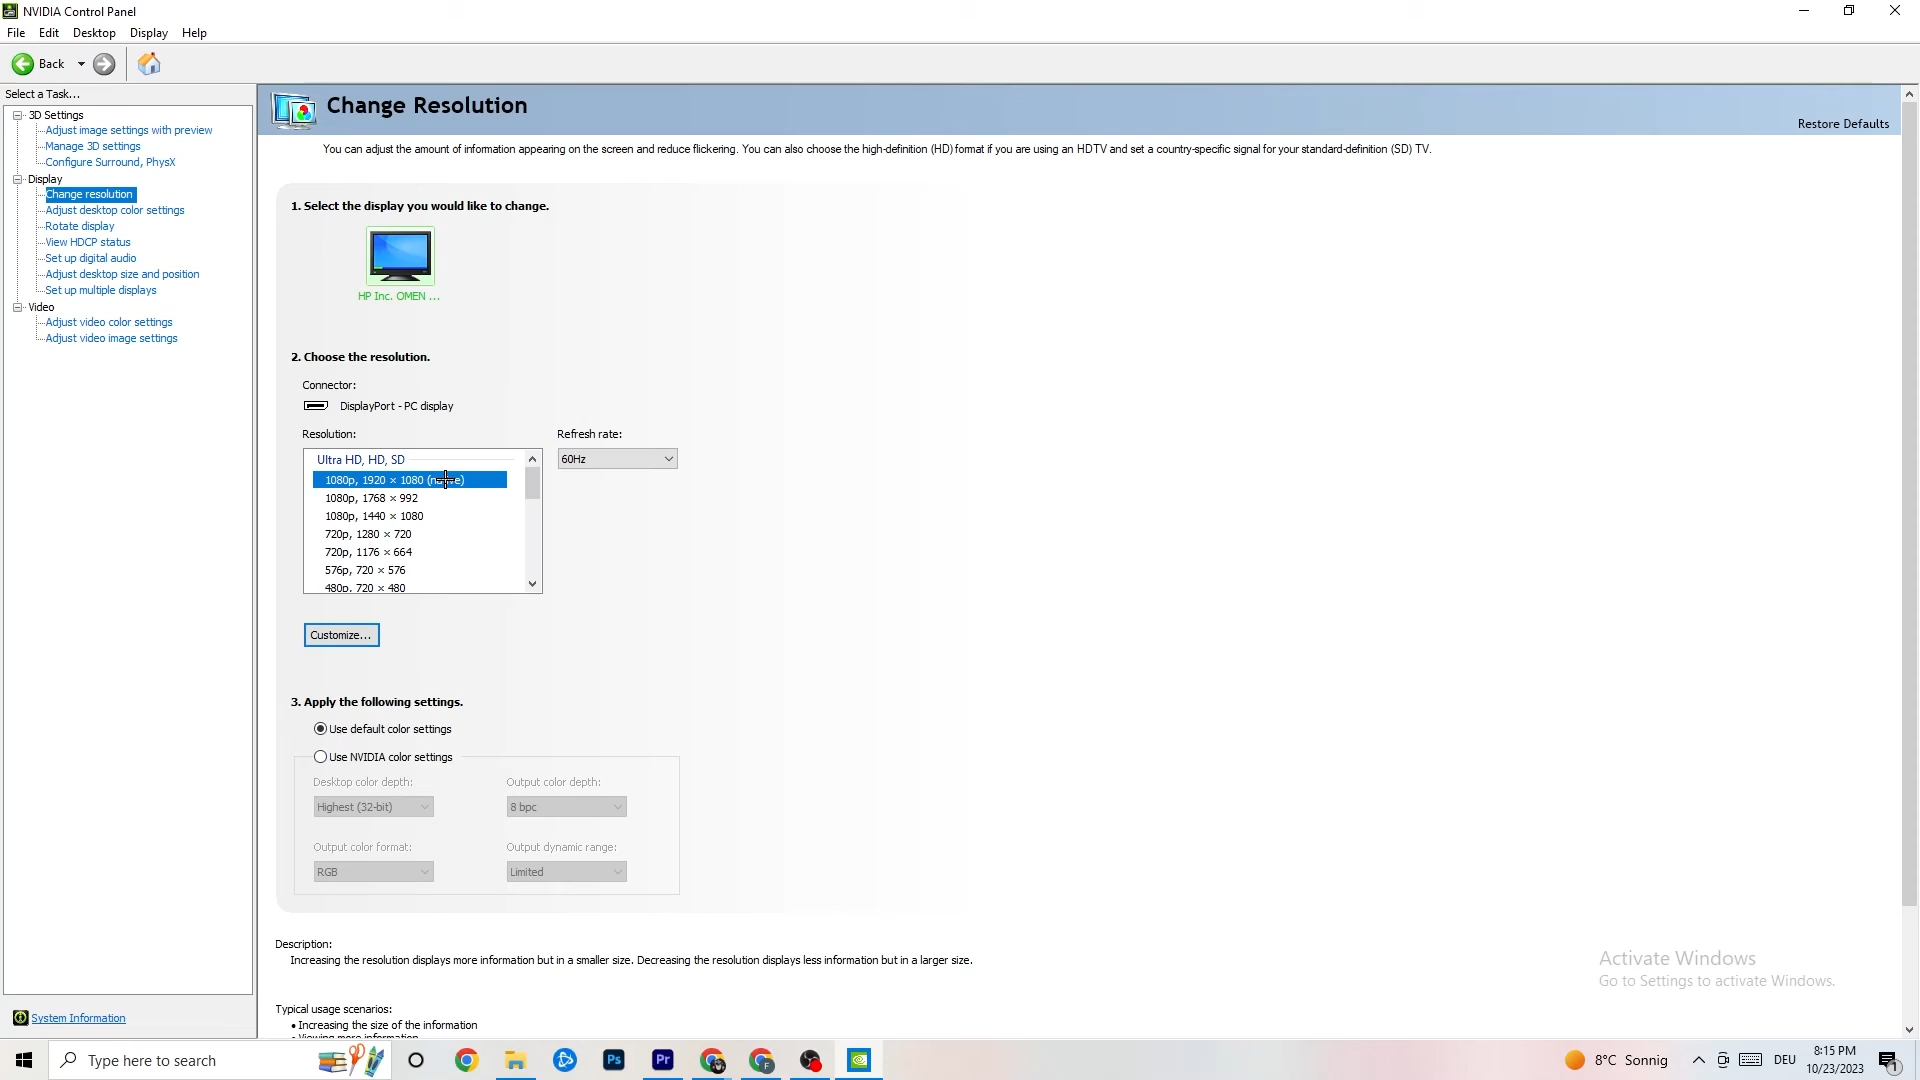 NVIDIA Control Panel
File Edit Desktop Display Help
Back
Select a Task...
3D Settings
Adjust image settings with preview
Manage 3D settings
Configure Surround, PhysX
Display
Change resolution
Adjust desktop color settings
Rotate display
View HDCP status
Set up digital audio
Adjust desktop size and position
Set up multiple displays
Video
Adjust video color settings
Adjust video image settings
System Information
Change Resolution
Restore Defaults
You can adjust the amount of information appearing on the screen and reduce flickering. You can also choose the high-definition (HD) format if you are using an HDTV and set a country-specific signal for your standard-definition (SD) TV.
1. Select the display you would like to change.
HP Inc. OMEN ...
2. Choose the resolution.
Connector:
DisplayPort - PC display
Resolution:
Refresh rate:
Ultra HD, HD, SD
60Hz
1080p, 1920 × 1080 (native)
1080p, 1768 × 992
1080p, 1440 × 1080
720p, 1280 × 720
720p, 1176 × 664
576p, 720 × 576
480p, 720 × 480
Customize...
3. Apply the following settings.
Use default color settings
Use NVIDIA color settings
Desktop color depth:
Output color depth:
Highest (32-bit)
8 bpc
Output color format:
Output dynamic range:
RGB
Limited
Description:
Increasing the resolution displays more information but in a smaller size. Decreasing the resolution displays less information but in a larger size.
Typical usage scenarios:
• Increasing the size of the information
• Viewing more information
Activate Windows
Go to Settings to activate Windows.
Type here to search
Ps
Pr
F
8°C Sonnig
DEU
8:15 PM
10/23/2023
1